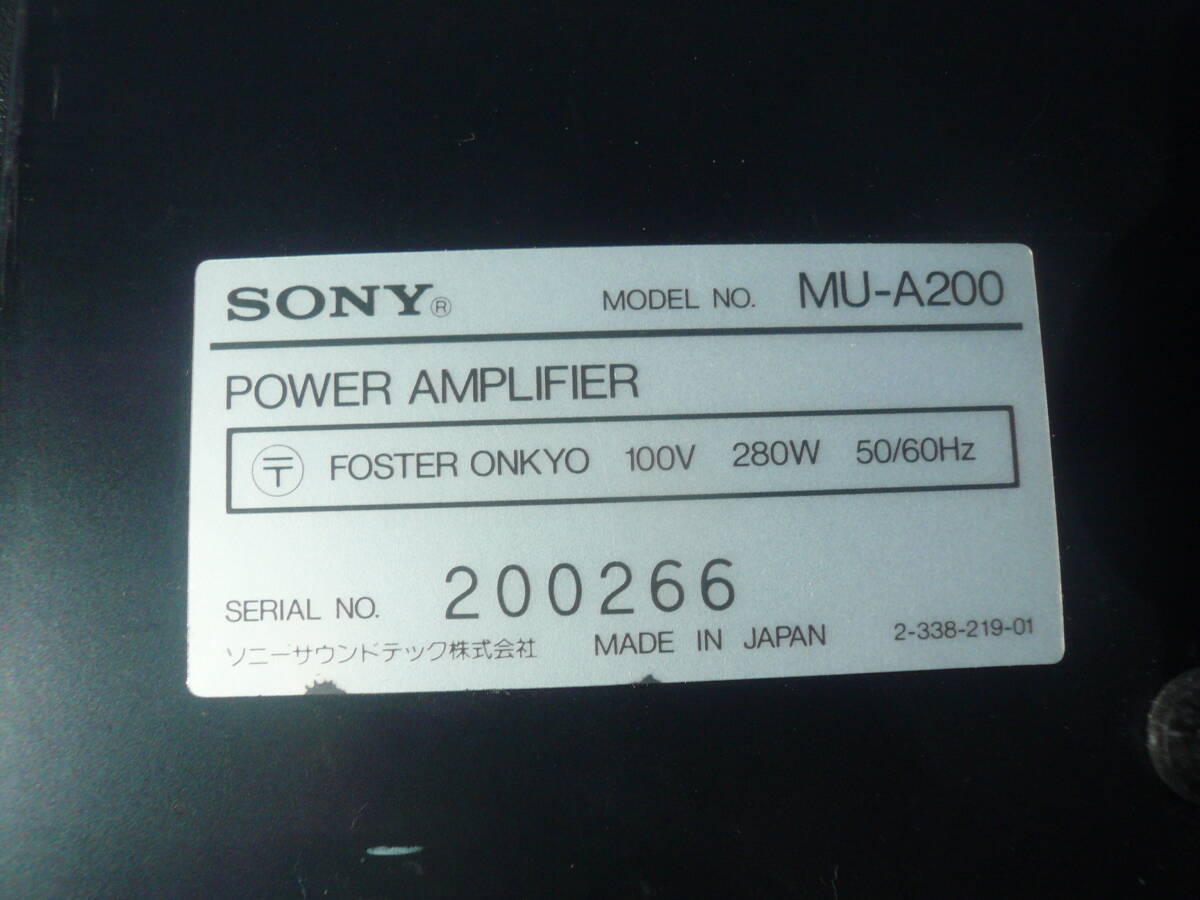 SONY® MODEL NO. MU-A200
POWER AMPLIFIER
〒 FOSTER ONKYO 100V 280W 50/60Hz
SERIAL NO. 200266
ソニーサウンドテック株式会社 MADE IN JAPAN 2-338-219-01